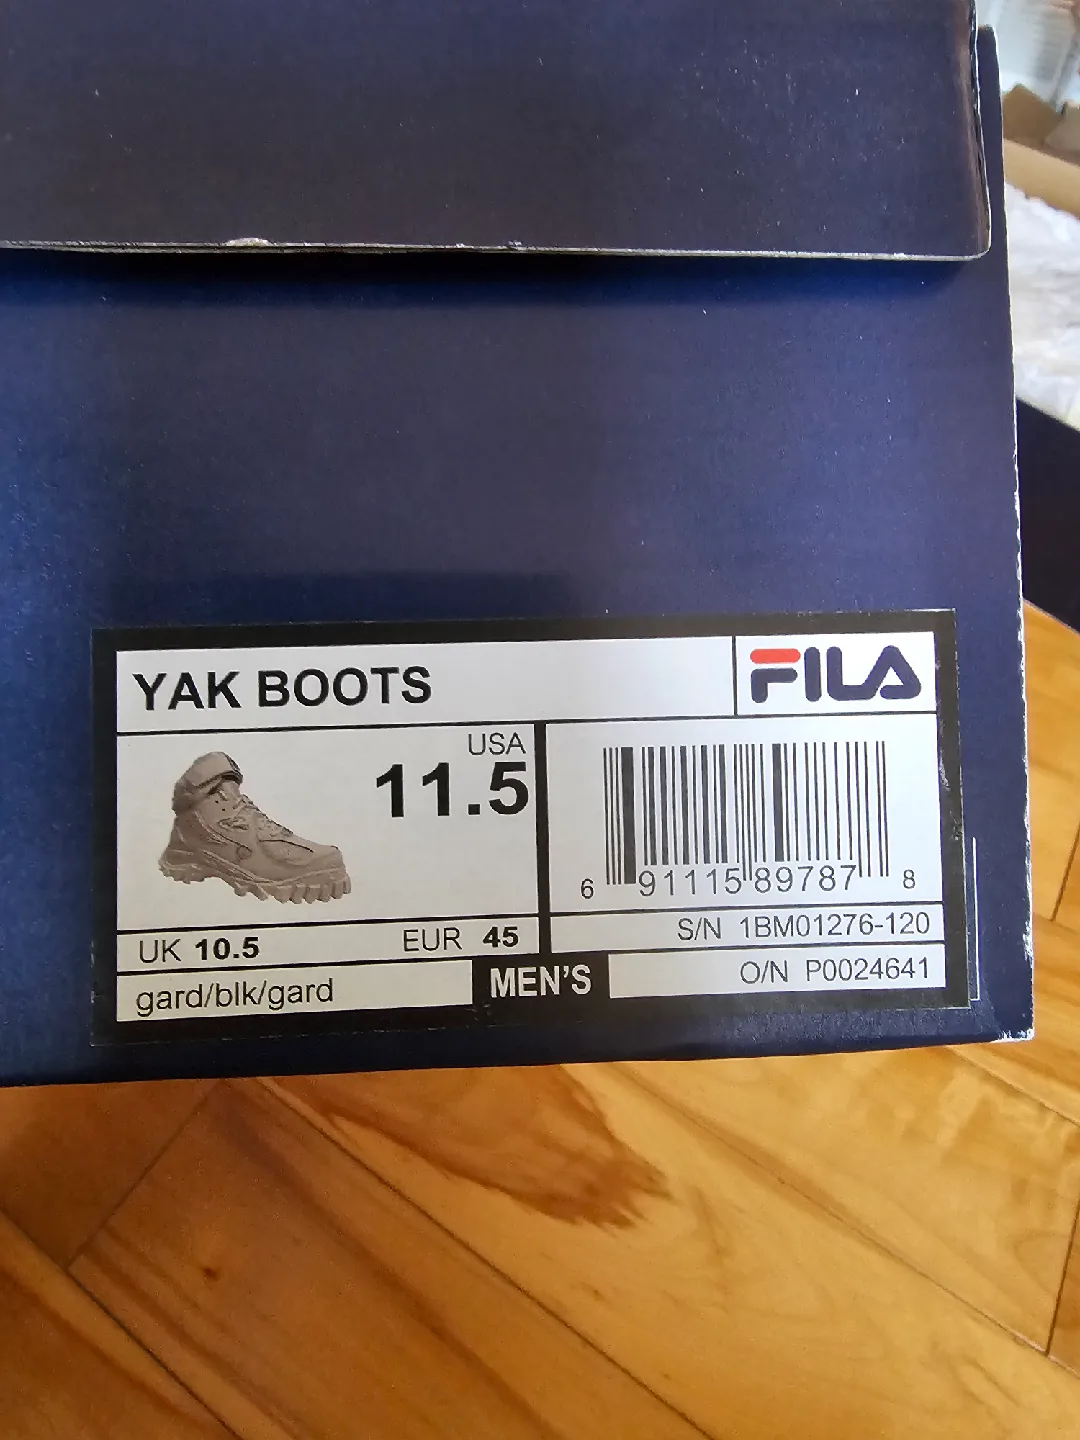 YAK BOOTS
FILA
USA
11.5
6 91115 89787 8
UK 10.5
EUR 45
S/N 1BM01276-120
gard/blk/gard
MEN'S
O/N P0024641